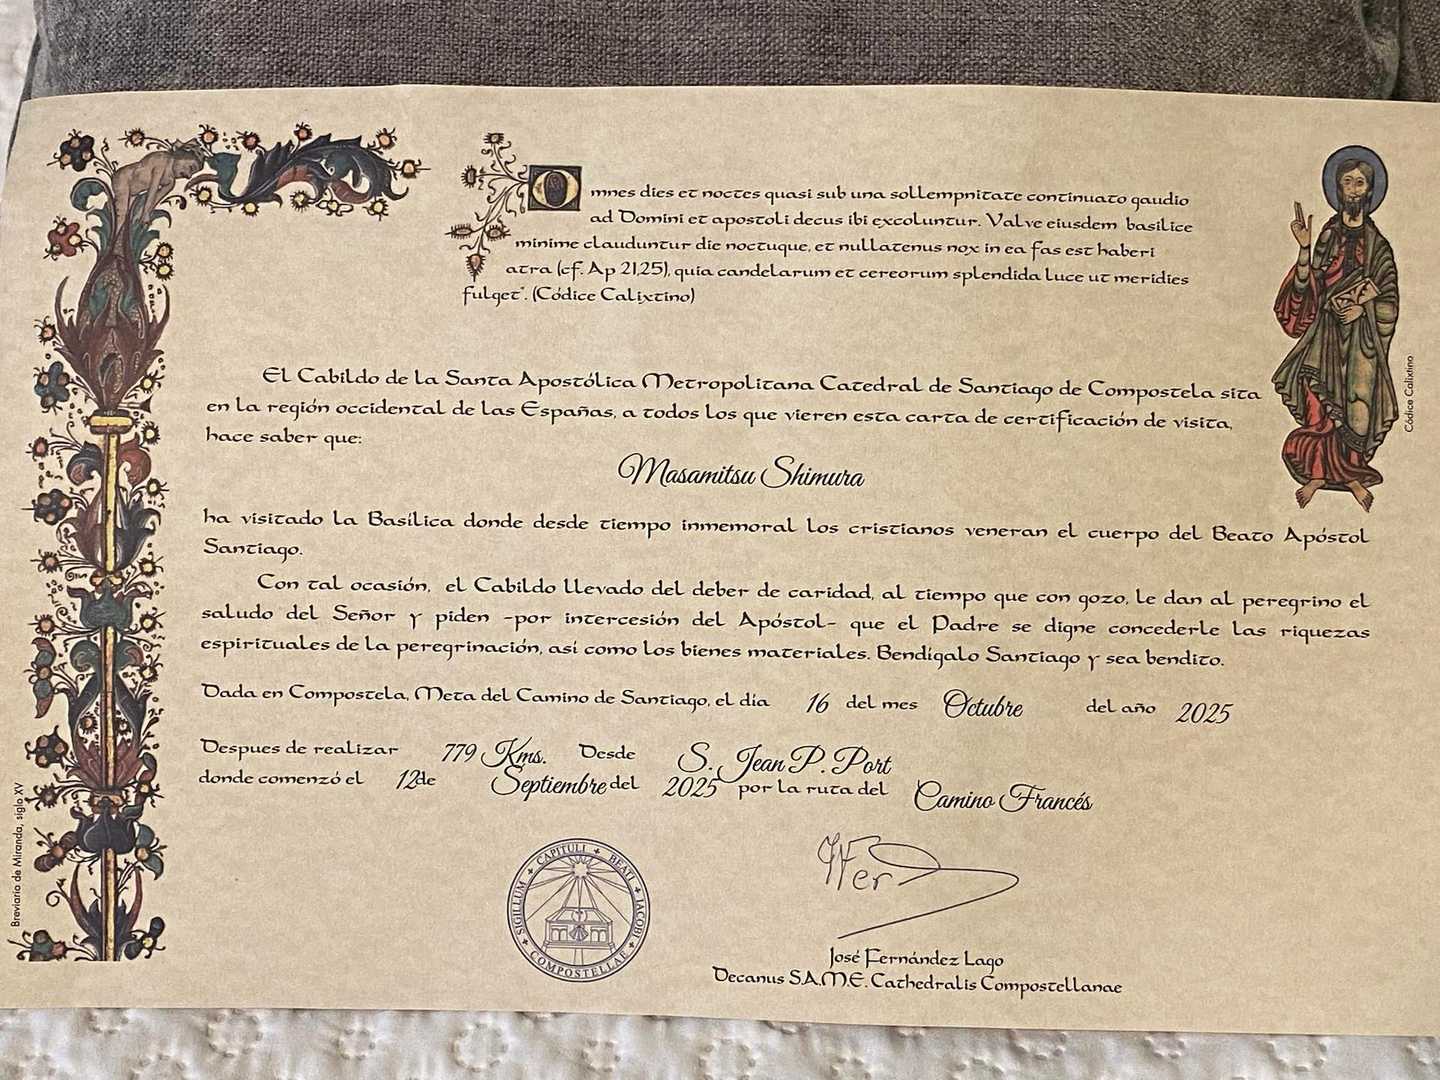 Omnes dies et noctes quasi sub una sollempnitate continuato gaudio
ad Domini et apostoli decus ibi excoluntur. Valve eiusdem basilice
minime clauduntur die noctuque, et nullatenus nox in ea fas est haberi
atra (cf. Ap 21,25), quia candelarum et cereorum splendida luce ut meridies
fulget". (Códice Calixtino)
Códice Calixtino
El Cabildo de la Santa Apostólica Metropolitana Catedral de Santiago de Compostela sita
en la región occidental de las Españas, a todos los que vieren esta carta de certificación de visita,
hace saber que:
Masamitsu Shimura
ha visitado la Basílica donde desde tiempo inmemoral los cristianos veneran el cuerpo del Beato Apóstol
Santiago.
Con tal ocasión, el Cabildo llevado del deber de caridad, al tiempo que con gozo, le dan al peregrino el
saludo del Señor y piden -por intercesión del Apóstol- que el Padre se digne concederle las riquezas
espirituales de la peregrinación, así como los bienes materiales. Bendígalo Santiago y sea bendito.
Dada en Compostela, Meta del Camino de Santiago, el día 16 del mes Octubre del año 2025
Despues de realizar 779 Kms. Desde S. Jean P. Port
donde comenzó el 12 de Septiembre del 2025 por la ruta del Camino Francés
Breviario de Miranda, siglo XV
+ SIGILLUM + CAPITULI + BEATI + IACOBI + COMPOSTELLAE
José Fernández Lago
Decanus S.A.M.E. Cathedralis Compostellanae